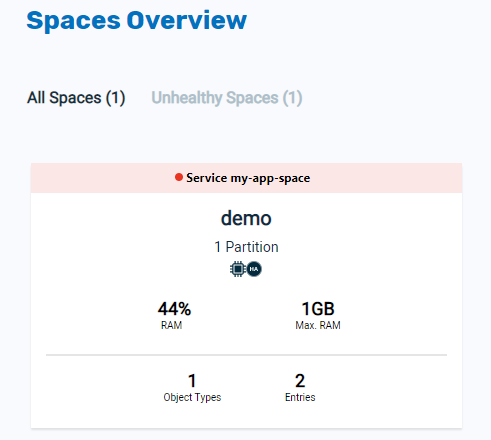 Spaces Overview
All Spaces (1) Unhealthy Spaces (1)
Service my-app-space
demo
1 Partition
HA
44% 1GB
RAM Max. RAM
1 2
Object Types Entries